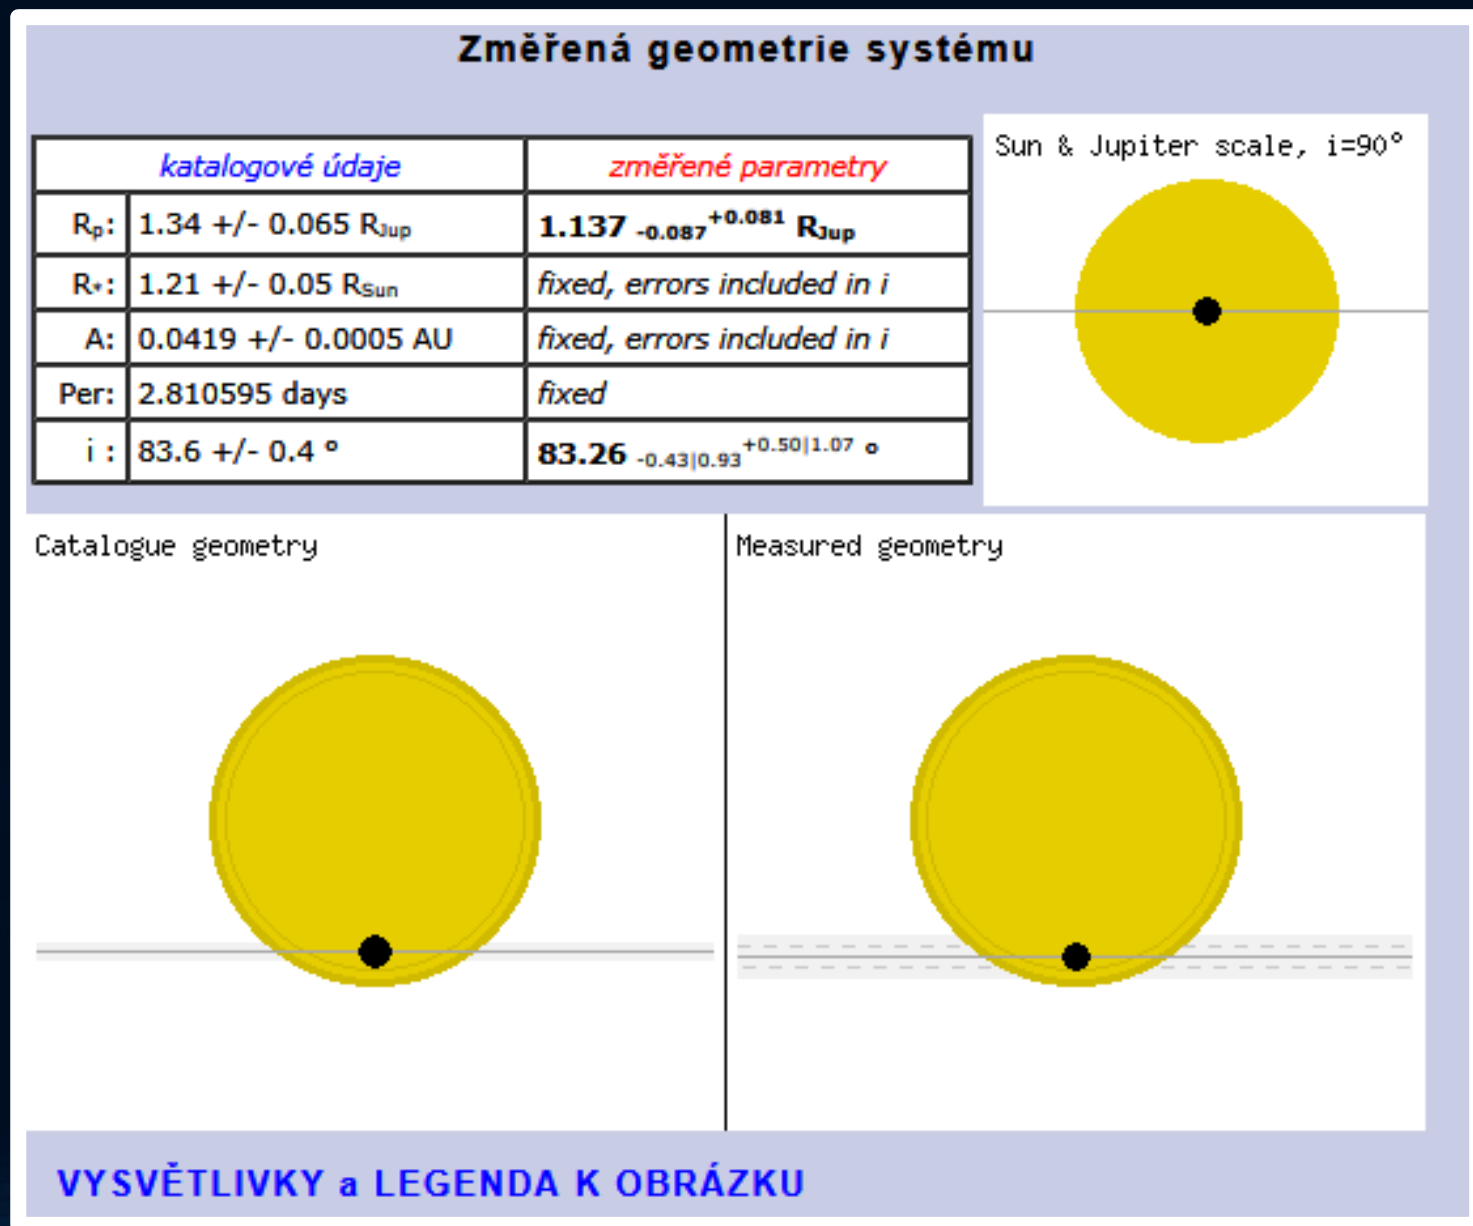 Změřená geometrie systému
katalogové údaje změřené parametry
Rp: 1.34 +/- 0.065 RJup 1.137 -0.087+0.081 RJup
R*: 1.21 +/- 0.05 RSun fixed, errors included in i
A: 0.0419 +/- 0.0005 AU fixed, errors included in i
Per: 2.810595 days fixed
i : 83.6 +/- 0.4 º 83.26 -0.43|0.93+0.50|1.07 º
Sun & Jupiter scale, i=90°
Catalogue geometry
Measured geometry
VYSVĚTLIVKY a LEGENDA K OBRÁZKU